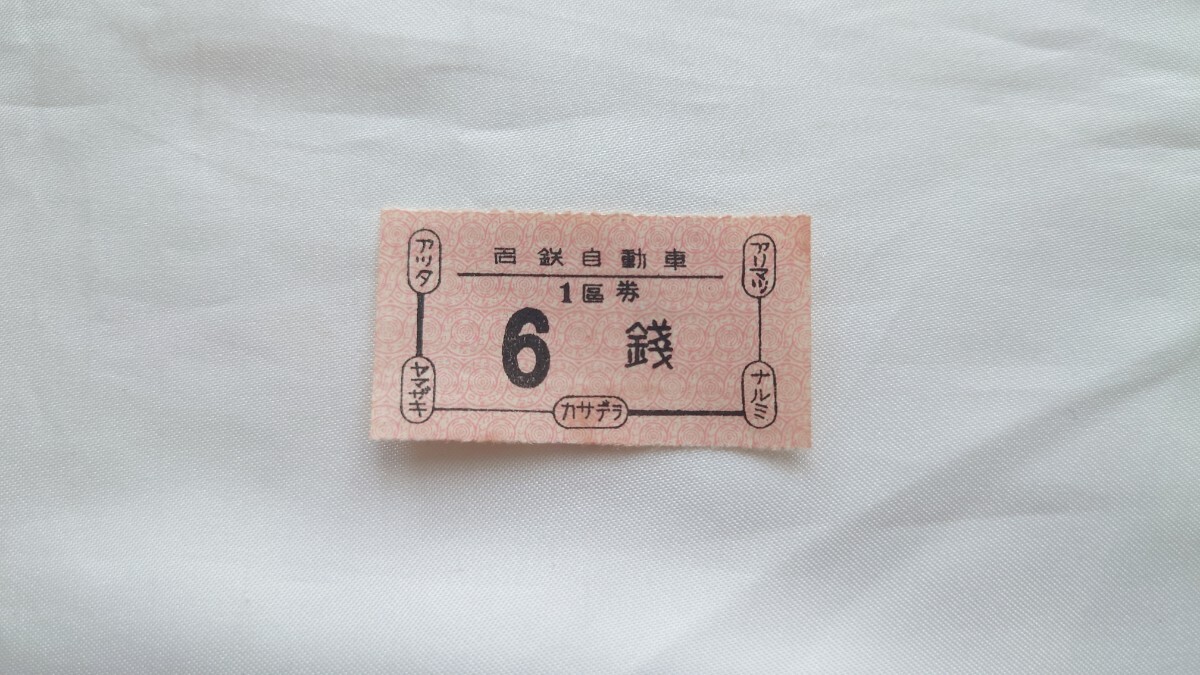 名鉄自動車
1區券
6 錢
アツタ
ヤマザキ
カサデラ
ナルミ
アリマツ